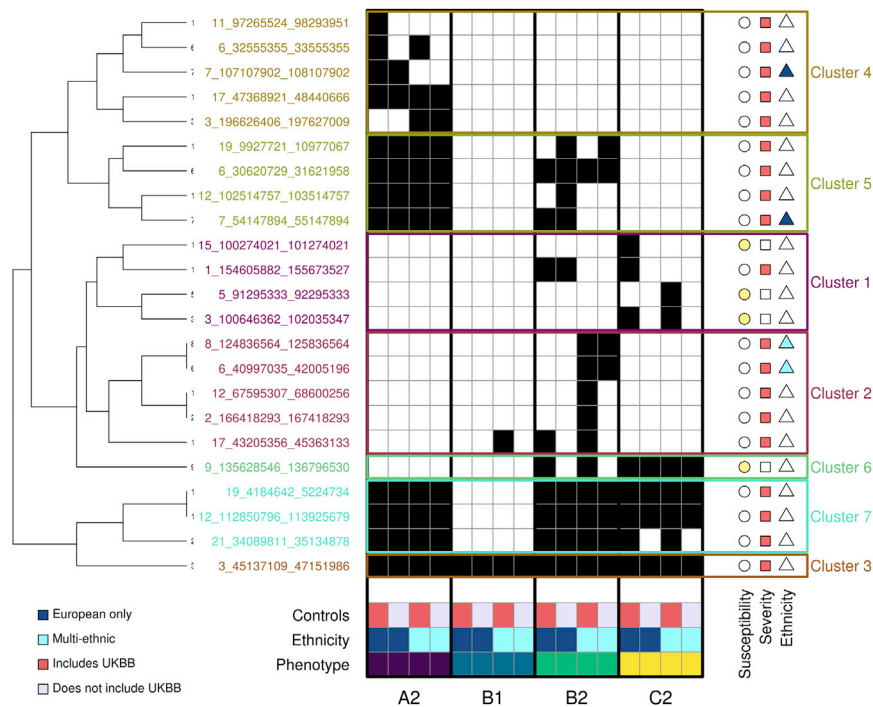 11_97265524_98293951
6_32555355_33555355
7_107107902_108107902
Cluster 4
17_47368921_48440666
3_196626406_197627009
19_9927721_10977067
6_30620729_31621958
Cluster 5
12_102514757_103514757
7_54147894_55147894
15_100274021_101274021
1_154605882_155673527
Cluster 1
5_91295333_92295333
3_100646362_102035347
8_124836564_125836564
6_40997035_42005196
12_67595307_68600256
Cluster 2
2_166418293_167418293
17_43205356_45363133
9_135628546_136796530
Cluster 6
19_4184642_5224734
12_112850796_113925679
Cluster 7
21_34089811_35134878
3_45137109_47151986
Cluster 3
European only
Multi-ethnic
Includes UKBB
Does not include UKBB
Controls
Ethnicity
Phenotype
A2 B1 B2 C2
Susceptibility
Severity
Ethnicity